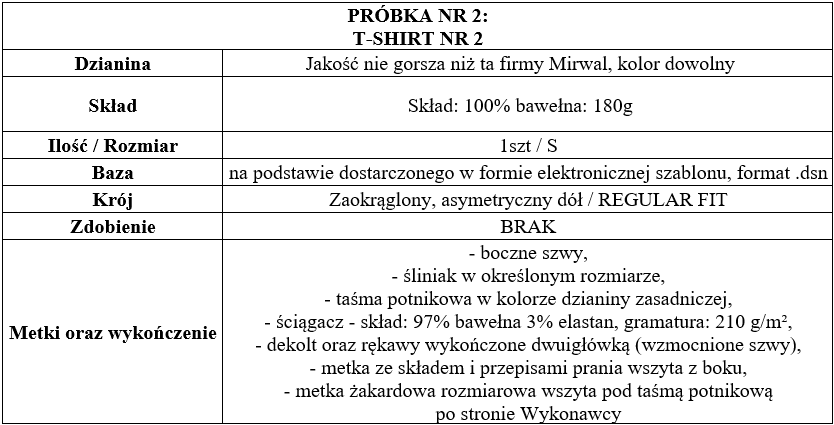 PRÓBKA NR 2:
T-SHIRT NR 2
Dzianina Jakość nie gorsza niż ta firmy Mirwal, kolor dowolny
Skład Skład: 100% bawełna: 180g
Ilość / Rozmiar 1szt / S
Baza na podstawie dostarczonego w formie elektronicznej szablonu, format .dsn
Krój Zaokrąglony, asymetryczny dół / REGULAR FIT
Zdobienie BRAK
Metki oraz wykończenie
- boczne szwy,
- śliniak w określonym rozmiarze,
- taśma potnikowa w kolorze dzianiny zasadniczej,
- ściągacz - skład: 97% bawełna 3% elastan, gramatura: 210 g/m²,
- dekolt oraz rękawy wykończone dwuigłówką (wzmocnione szwy),
- metka ze składem i przepisami prania wszyta z boku,
- metka żakardowa rozmiarowa wszyta pod taśmą potnikową
po stronie Wykonawcy